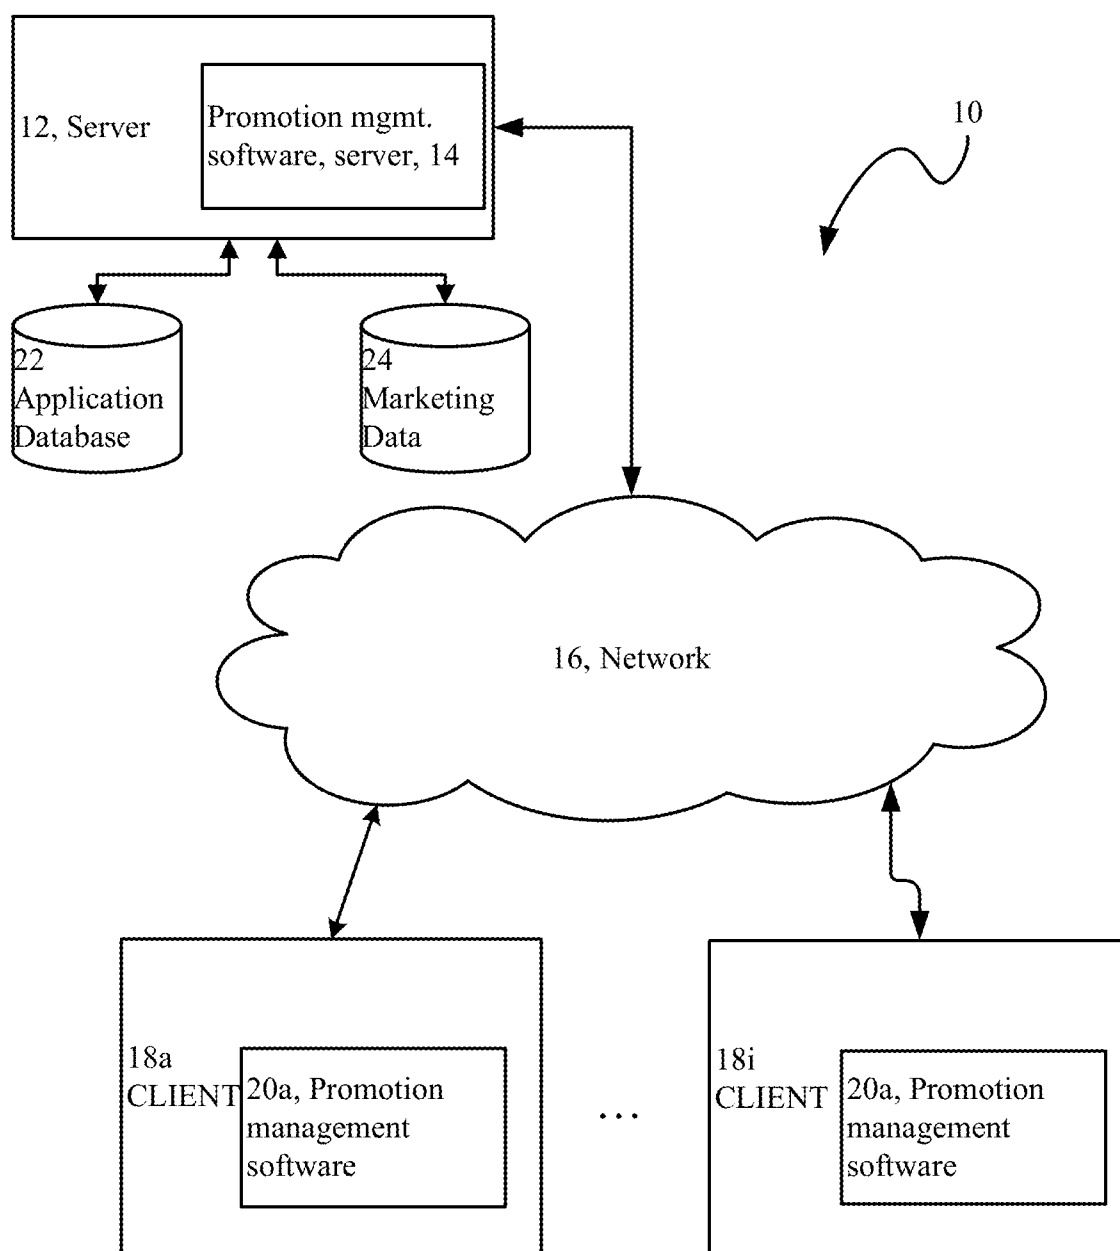 12, Server
Promotion mgmt.
software, server, 14
10
22
Application
Database
24
Marketing
Data
16, Network
18a
CLIENT
20a, Promotion
management
software
...
18i
CLIENT
20a, Promotion
management
software